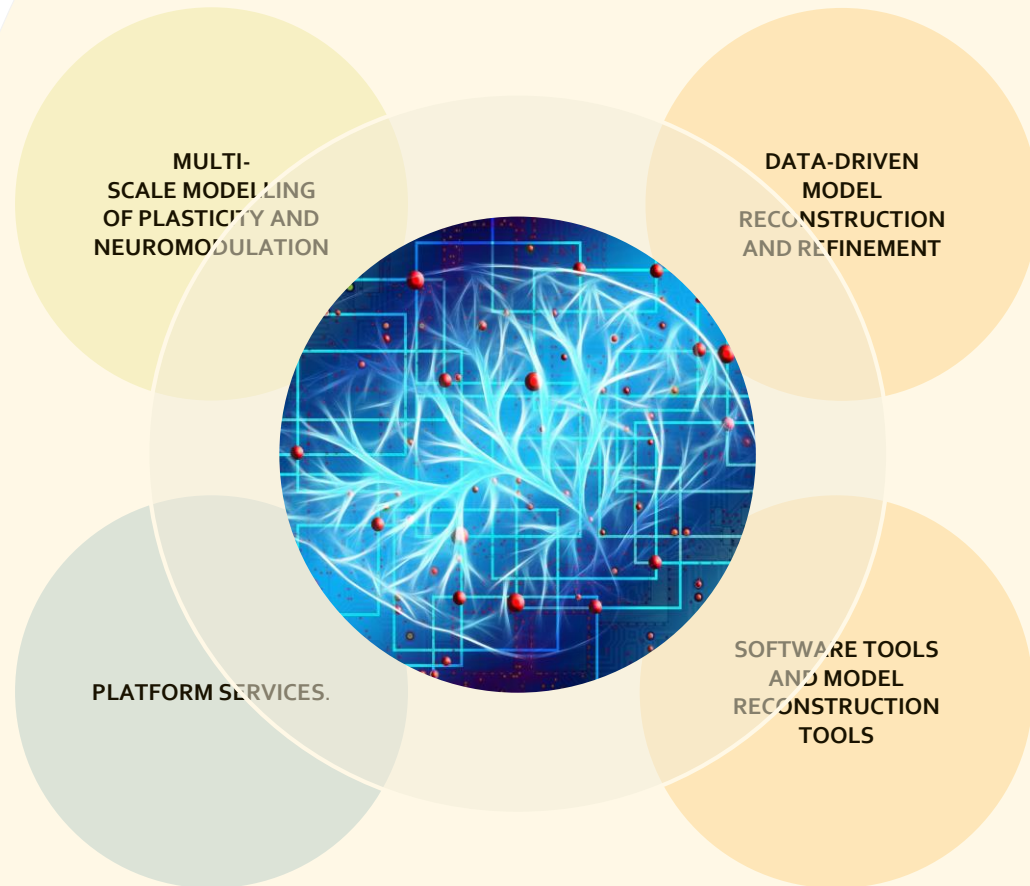 MULTI-
SCALE MODELLING
OF PLASTICITY AND
NEUROMODULATION
DATA-DRIVEN
MODEL
RECONSTRUCTION
AND REFINEMENT
PLATFORM SERVICES.
SOFTWARE TOOLS
AND MODEL
RECONSTRUCTION
TOOLS